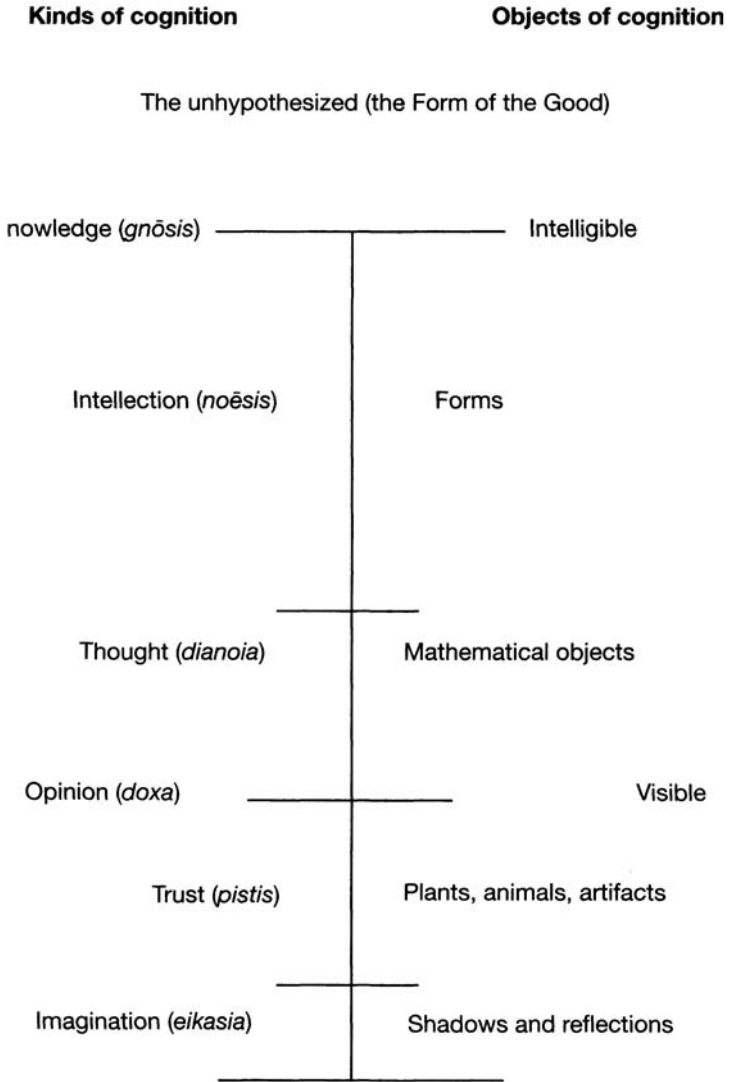 Kinds of cognition Objects of cognition
The unhypothesized (the Form of the Good)
nowledge (gnōsis) Intelligible
Intellection (noēsis) Forms
Thought (dianoia) Mathematical objects
Opinion (doxa) Visible
Trust (pistis) Plants, animals, artifacts
Imagination (eikasia) Shadows and reflections